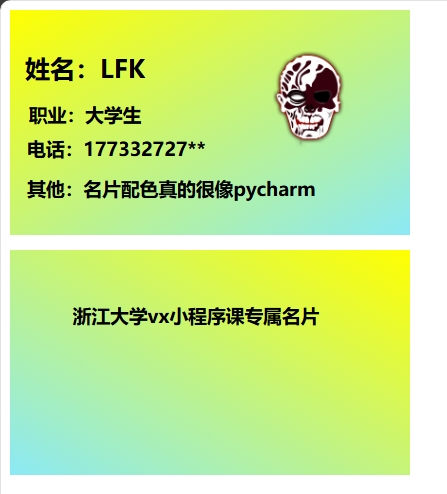 姓名：LFK
职业：大学生
电话：177332727**
其他：名片配色真的很像pycharm
浙江大学vx小程序课专属名片